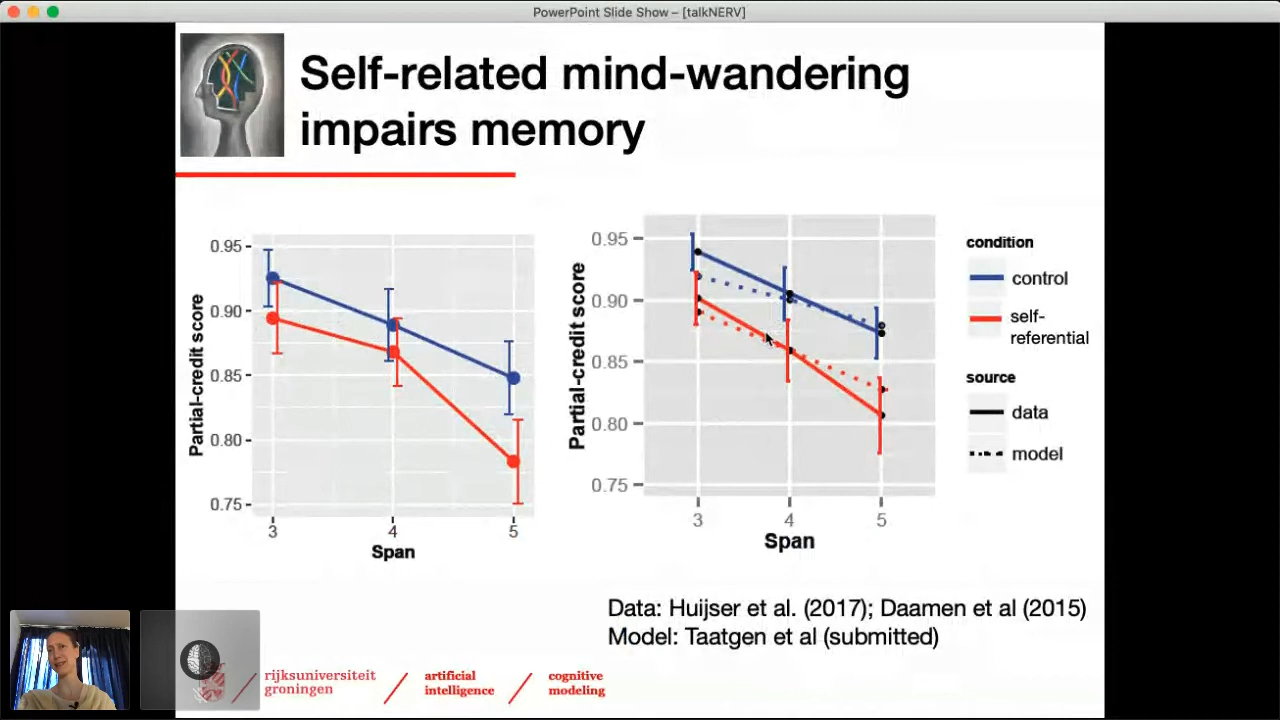 PowerPoint Slide Show – [talkNERV]
Self-related mind-wandering
impairs memory
Partial-credit score
0.95
0.90
0.85
0.80
0.75
3 4 5
Span
Partial-credit score
0.95
0.90
0.85
0.80
0.75
3 4 5
Span
condition
control
self-
referential
source
data
model
Data: Huijser et al. (2017); Daamen et al (2015)
Model: Taatgen et al (submitted)
rijksuniversiteit
groningen
artificial
intelligence
cognitive
modeling